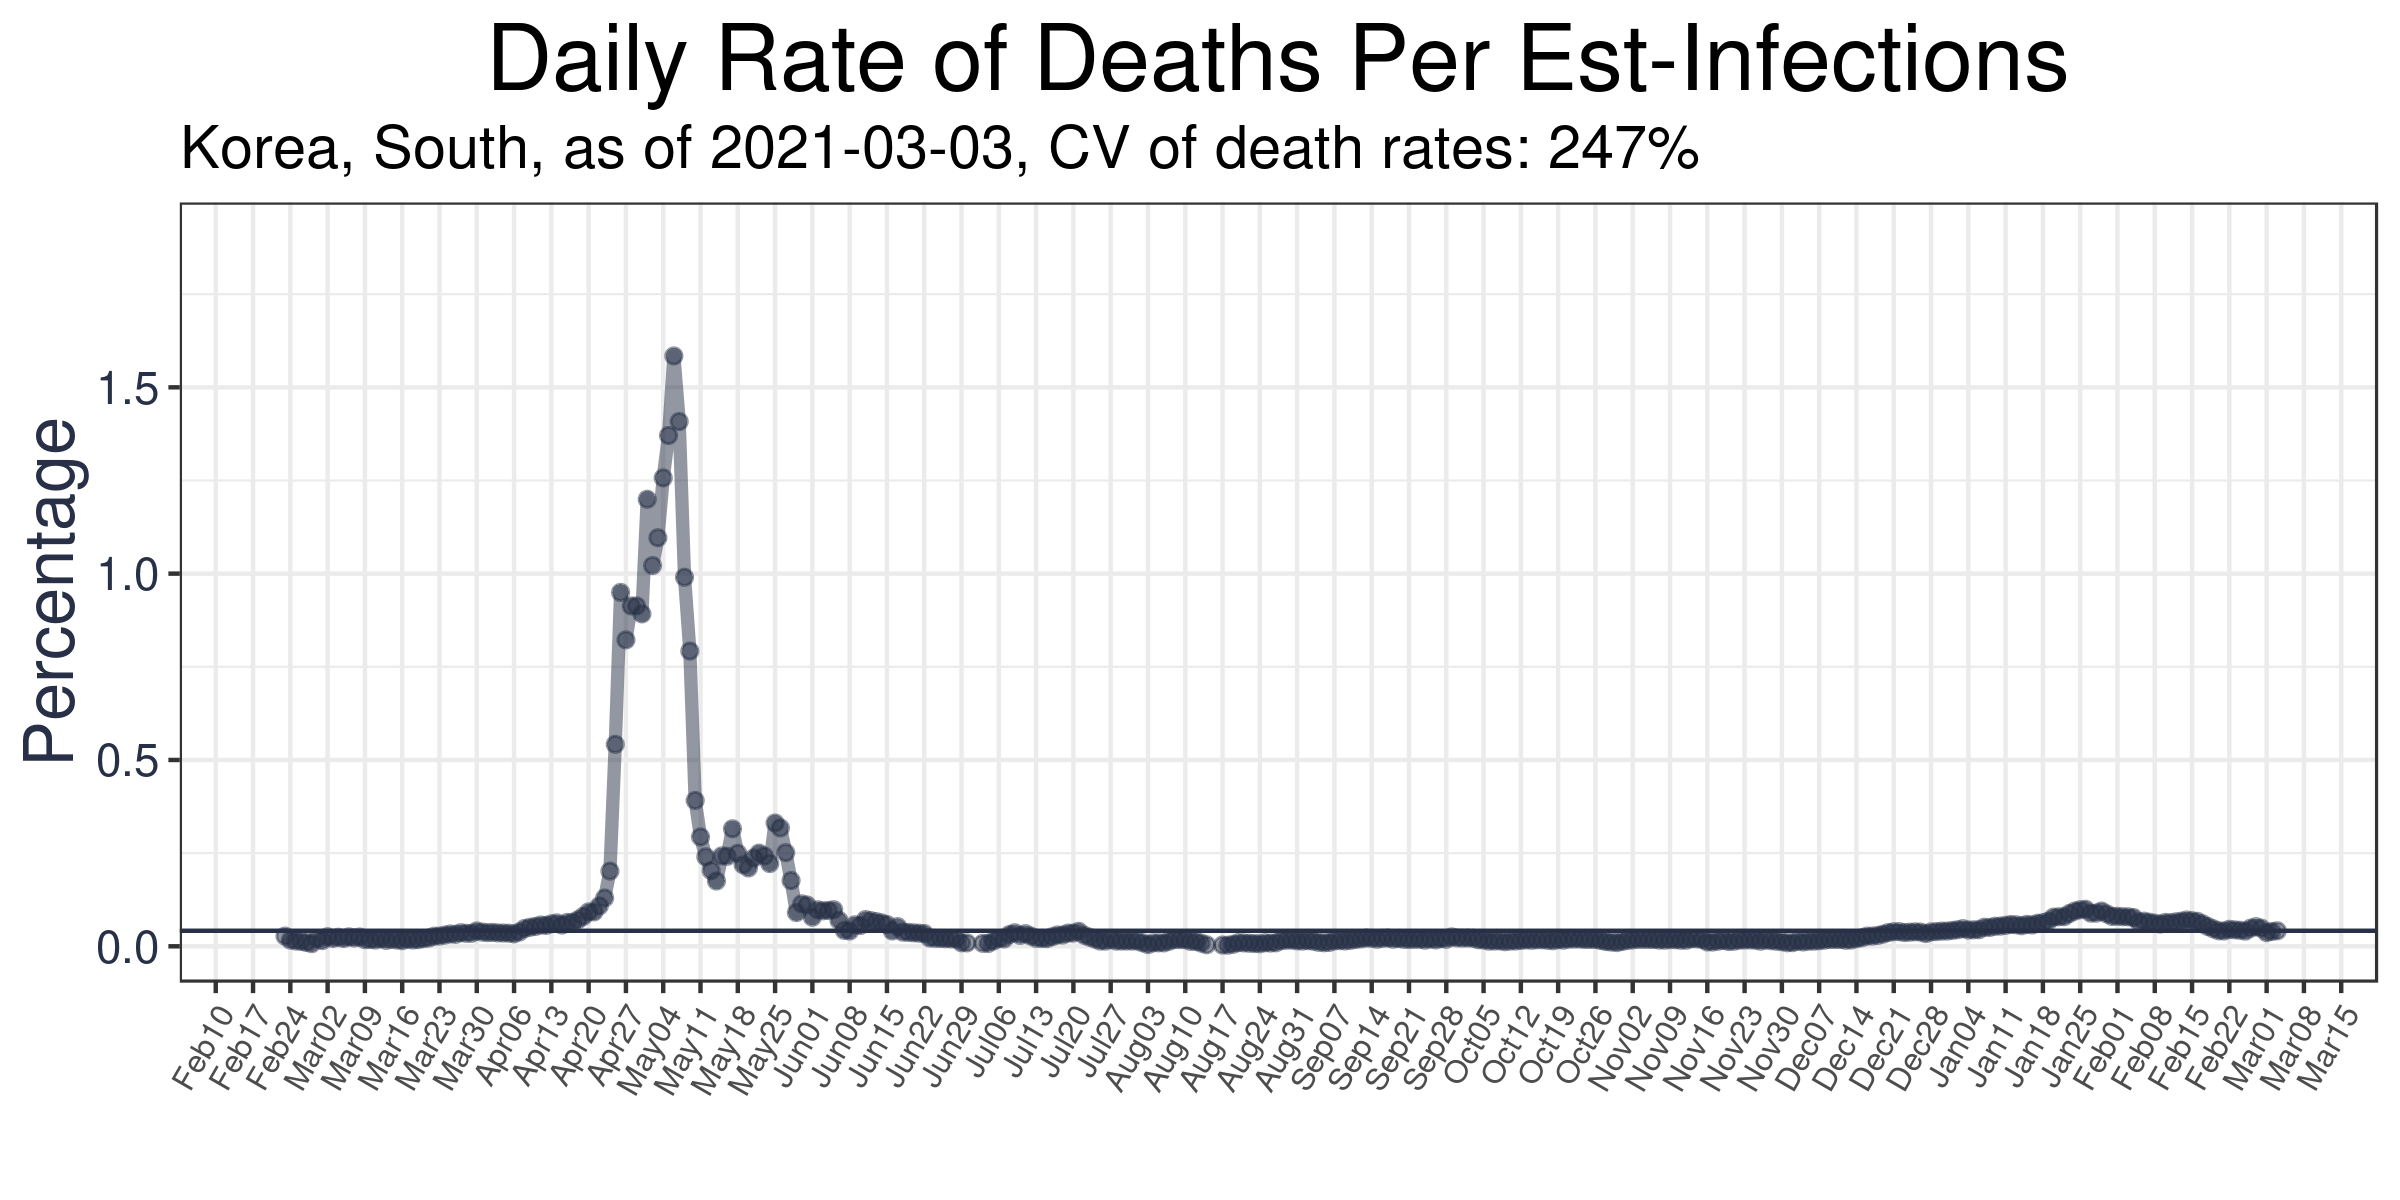 Daily Rate of Deaths Per Est-Infections
Korea, South, as of 2021-03-03, CV of death rates: 247%
Percentage
1.5
1.0
0.5
0.0
Feb10
Feb17
Feb24
Mar02
Mar09
Mar16
Mar23
Mar30
Apr06
Apr13
Apr20
Apr27
May04
May11
May18
May25
Jun01
Jun08
Jun15
Jun22
Jun29
Jul06
Jul13
Jul20
Jul27
Aug03
Aug10
Aug17
Aug24
Aug31
Sep07
Sep14
Sep21
Sep28
Oct05
Oct12
Oct19
Oct26
Nov02
Nov09
Nov16
Nov23
Nov30
Dec07
Dec14
Dec21
Dec28
Jan04
Jan11
Jan18
Jan25
Feb01
Feb08
Feb15
Feb22
Mar01
Mar08
Mar15